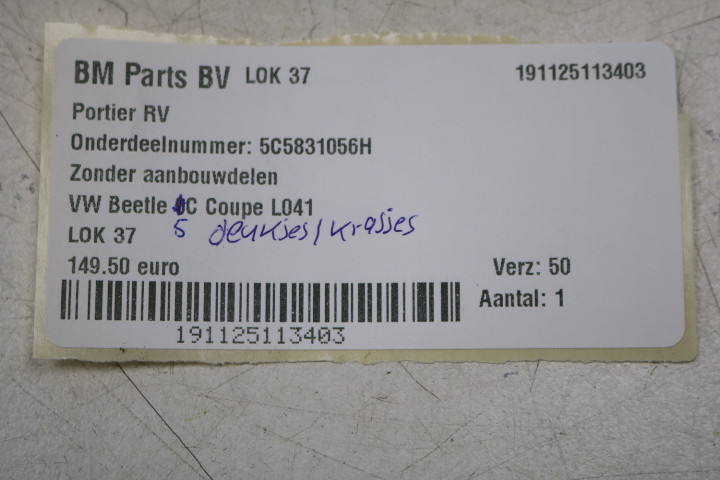 BM Parts BV LOK 37 191125113403
Portier RV
Onderdeelnummer: 5C5831056H
Zonder aanbouwdelen
VW Beetle C Coupe L041
5 deukjes/krasjes
LOK 37
149.50 euro Verz: 50
Aantal: 1
191125113403